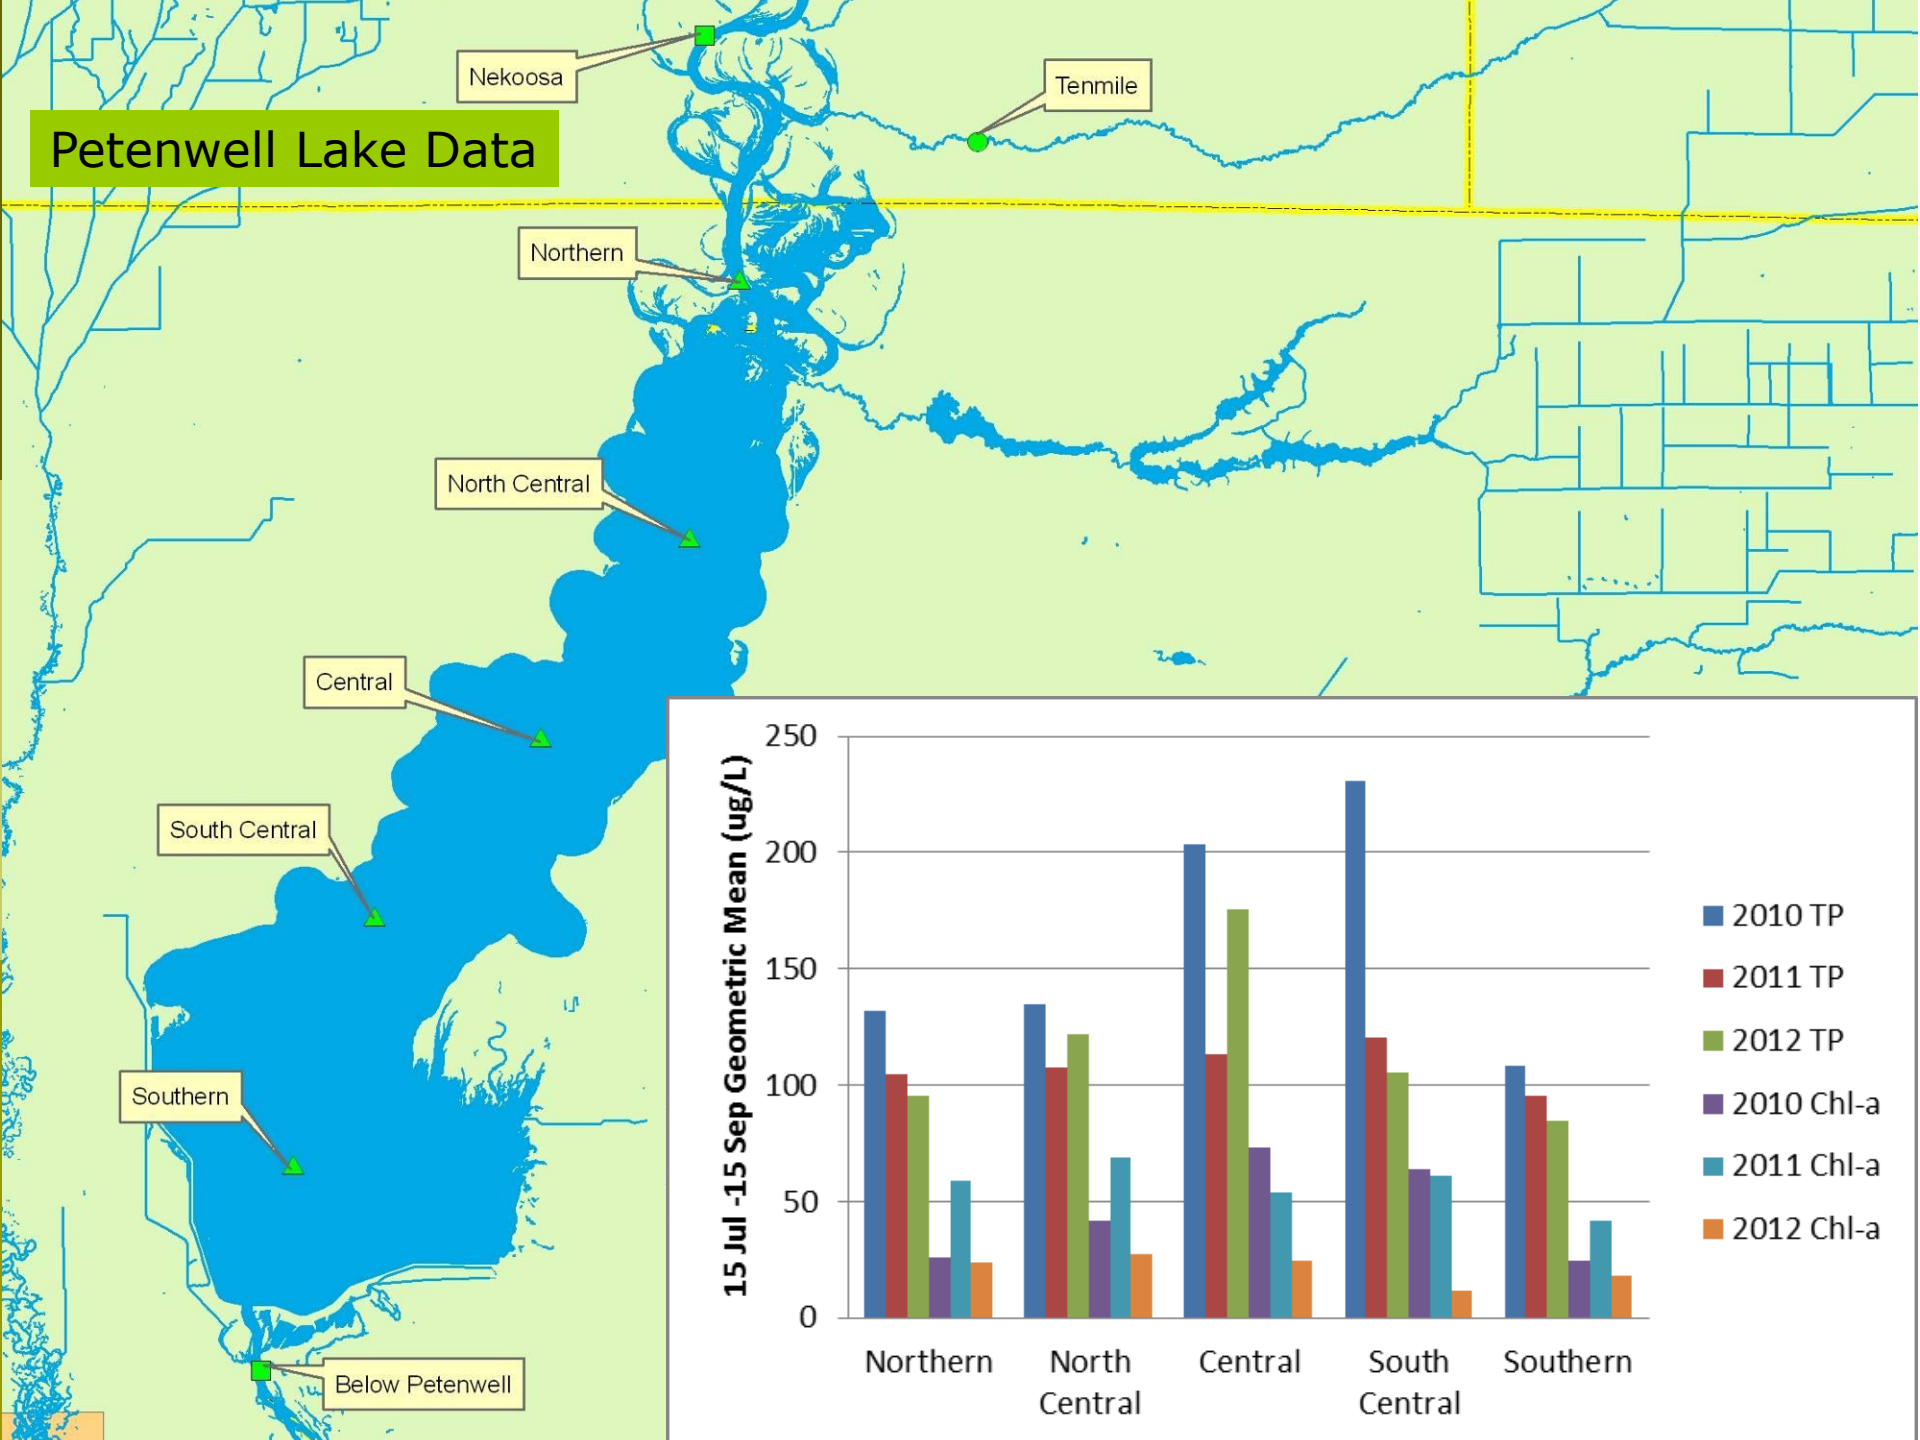 Nekoosa
Tenmile
Petenwell Lake Data
Northern
North Central
Central
South Central
Southern
Below Petenwell
15 Jul -15 Sep Geometric Mean (ug/L)
250
200
150
100
50
0
Northern
North
Central
Central
South
Central
Southern
2010 TP
2011 TP
2012 TP
2010 Chl-a
2011 Chl-a
2012 Chl-a